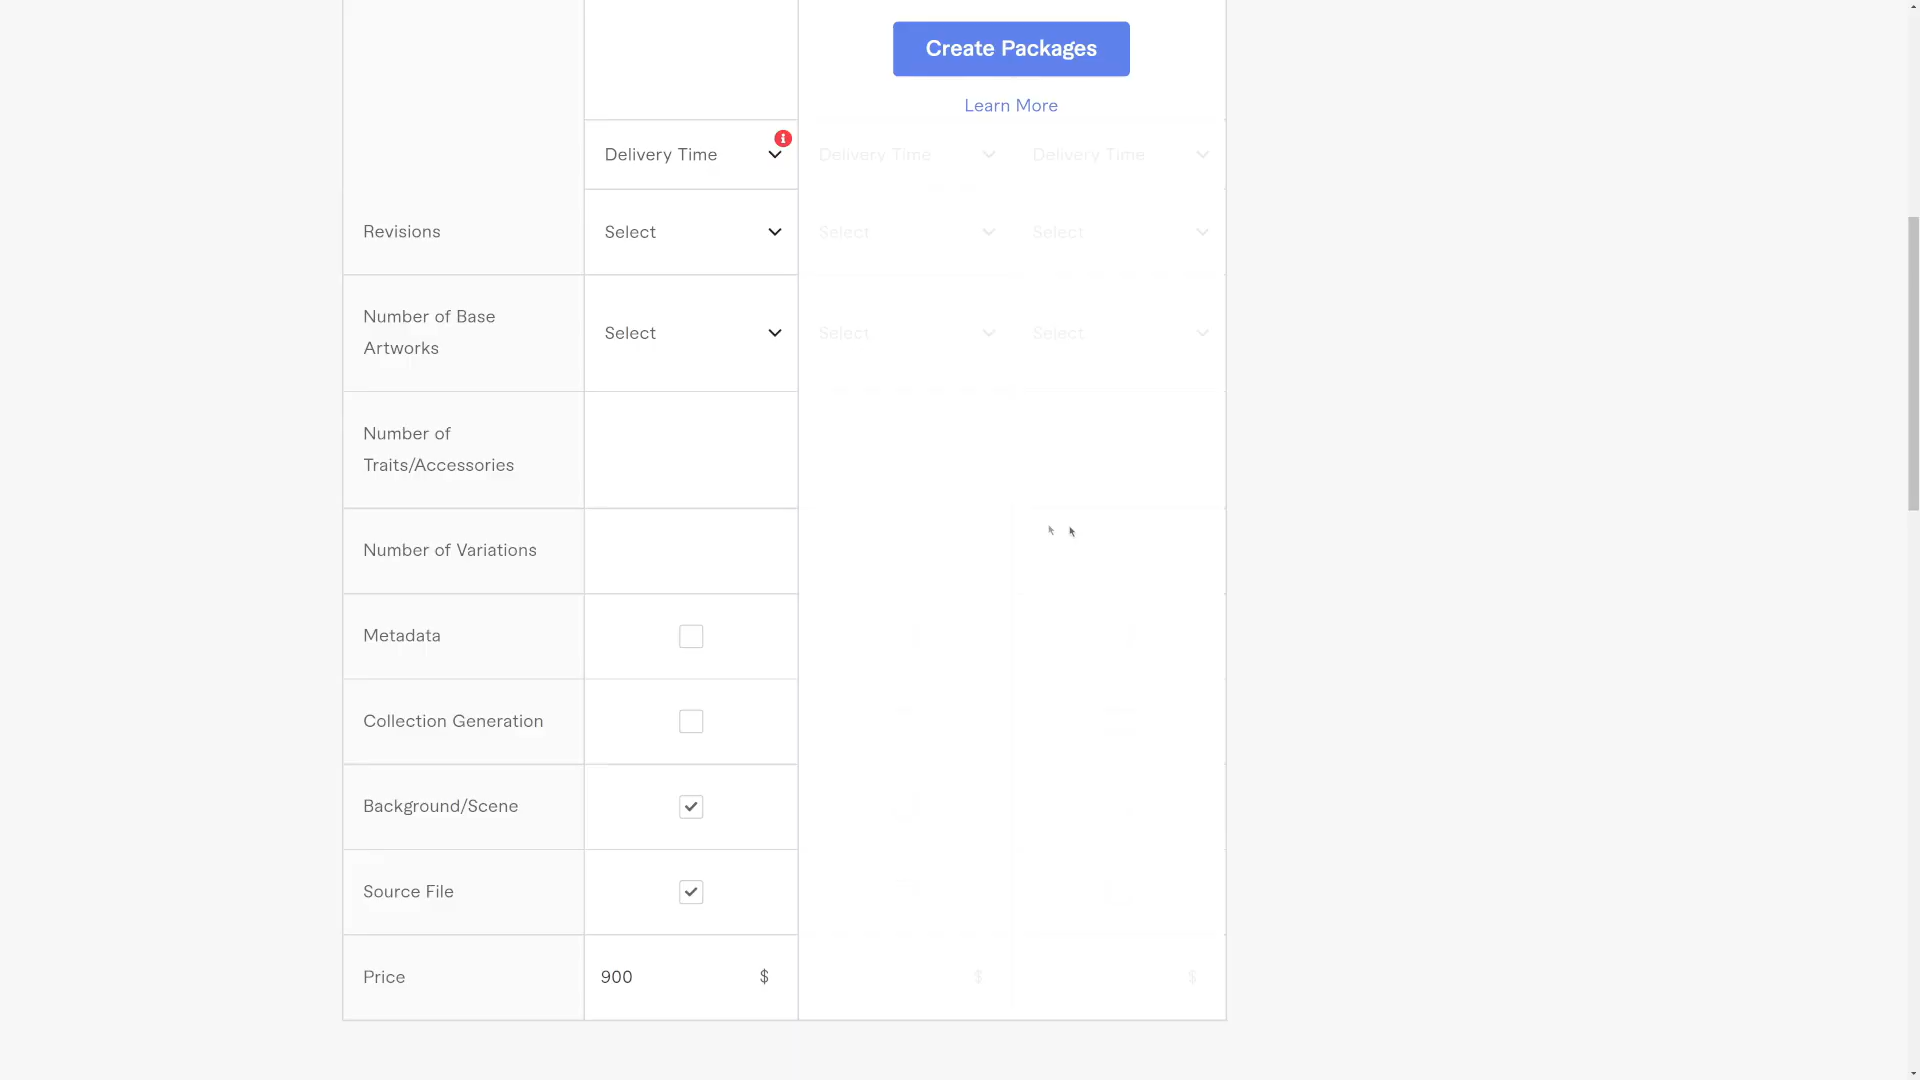 Create Packages
Learn More
Delivery Time
Delivery Time
Delivery Time
Revisions
Select
Select
Select
Number of Base
Artworks
Select
Select
Select
Number of
Traits/Accessories
Number of Variations
Metadata
Collection Generation
Background/Scene
Source File
Price
900
$
$
$